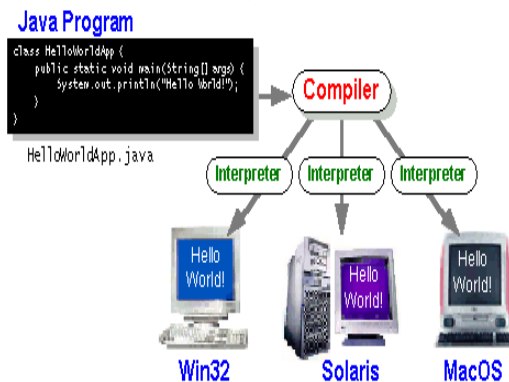 Java Program
class HelloWorldApp {
public static void main(String[] args) {
System.out.println("Hello World!");
}
}
HelloWorldApp.java
Compiler
Interpreter Interpreter Interpreter
Hello World!
Hello World!
Hello World!
Win32 Solaris MacOS